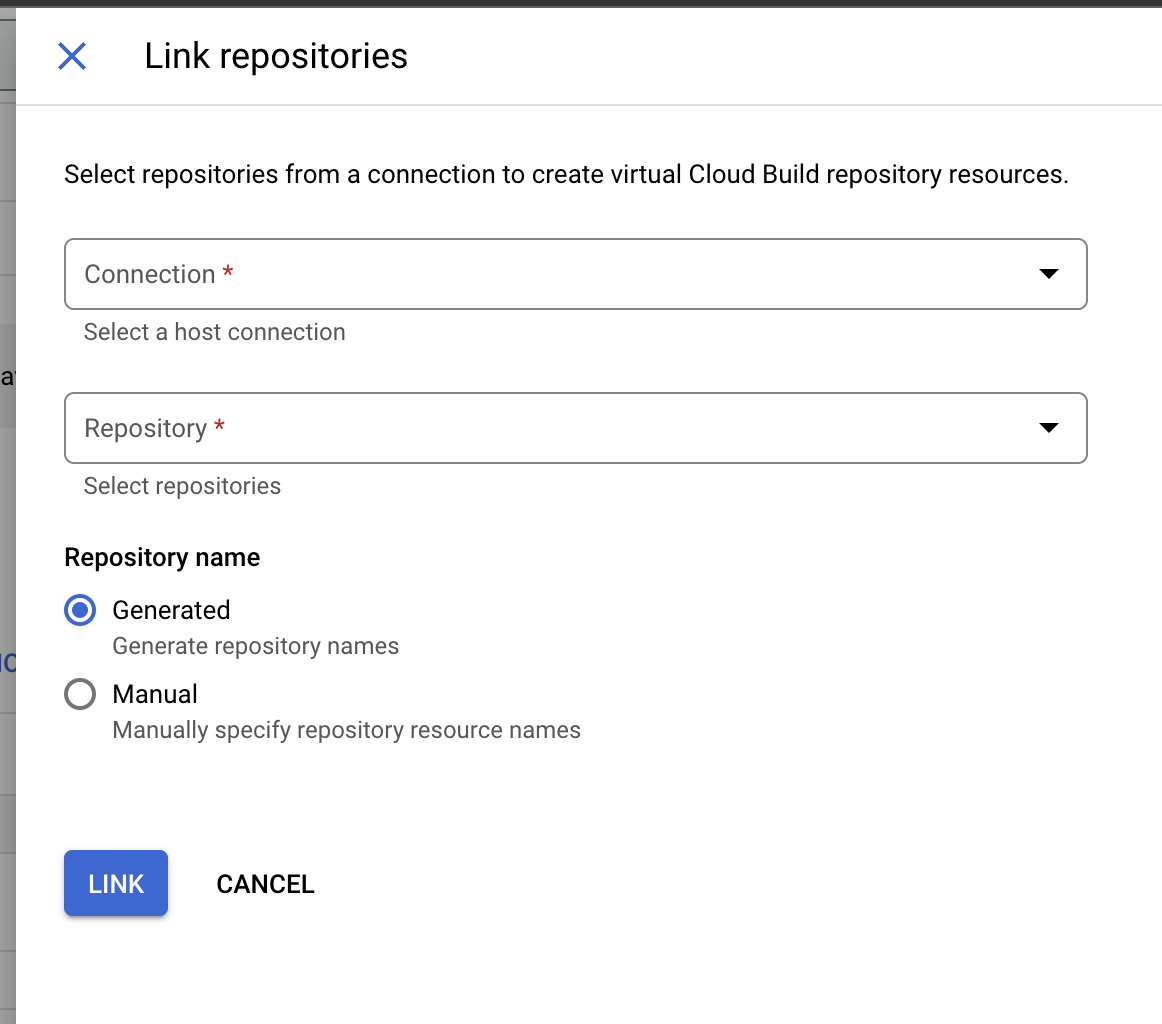 Link repositories
Select repositories from a connection to create virtual Cloud Build repository resources.
Connection *
Select a host connection
Repository *
Select repositories
Repository name
Generated
Generate repository names
Manual
Manually specify repository resource names
LINK
CANCEL